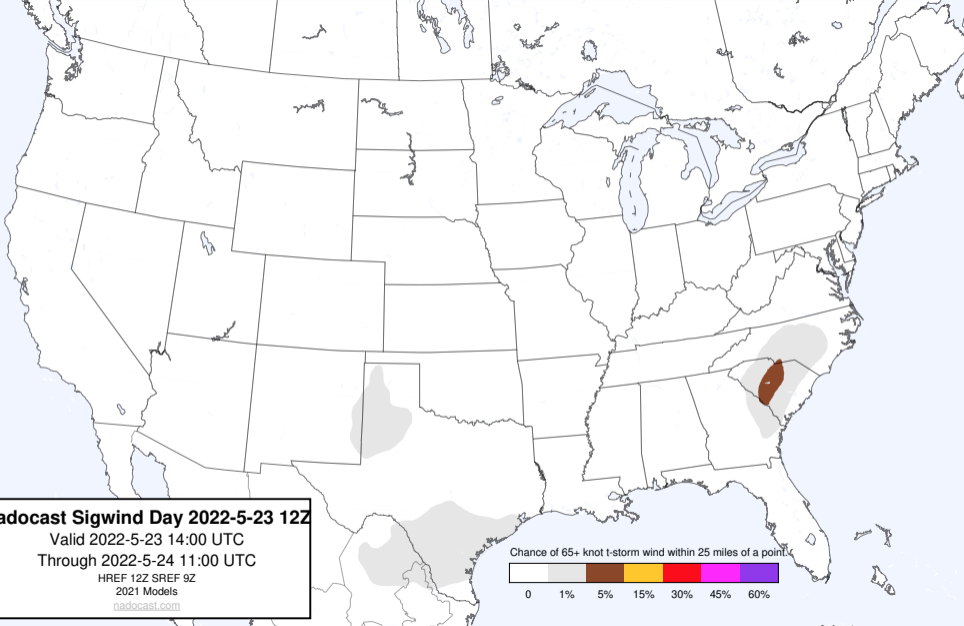 adocast Sigwind Day 2022-5-23 12Z
Valid 2022-5-23 14:00 UTC
Through 2022-5-24 11:00 UTC
HREF 12Z SREF 9Z
2021 Models
nadocast.com
Chance of 65+ knot t-storm wind within 25 miles of a point.
0 1% 5% 15% 30% 45% 60%